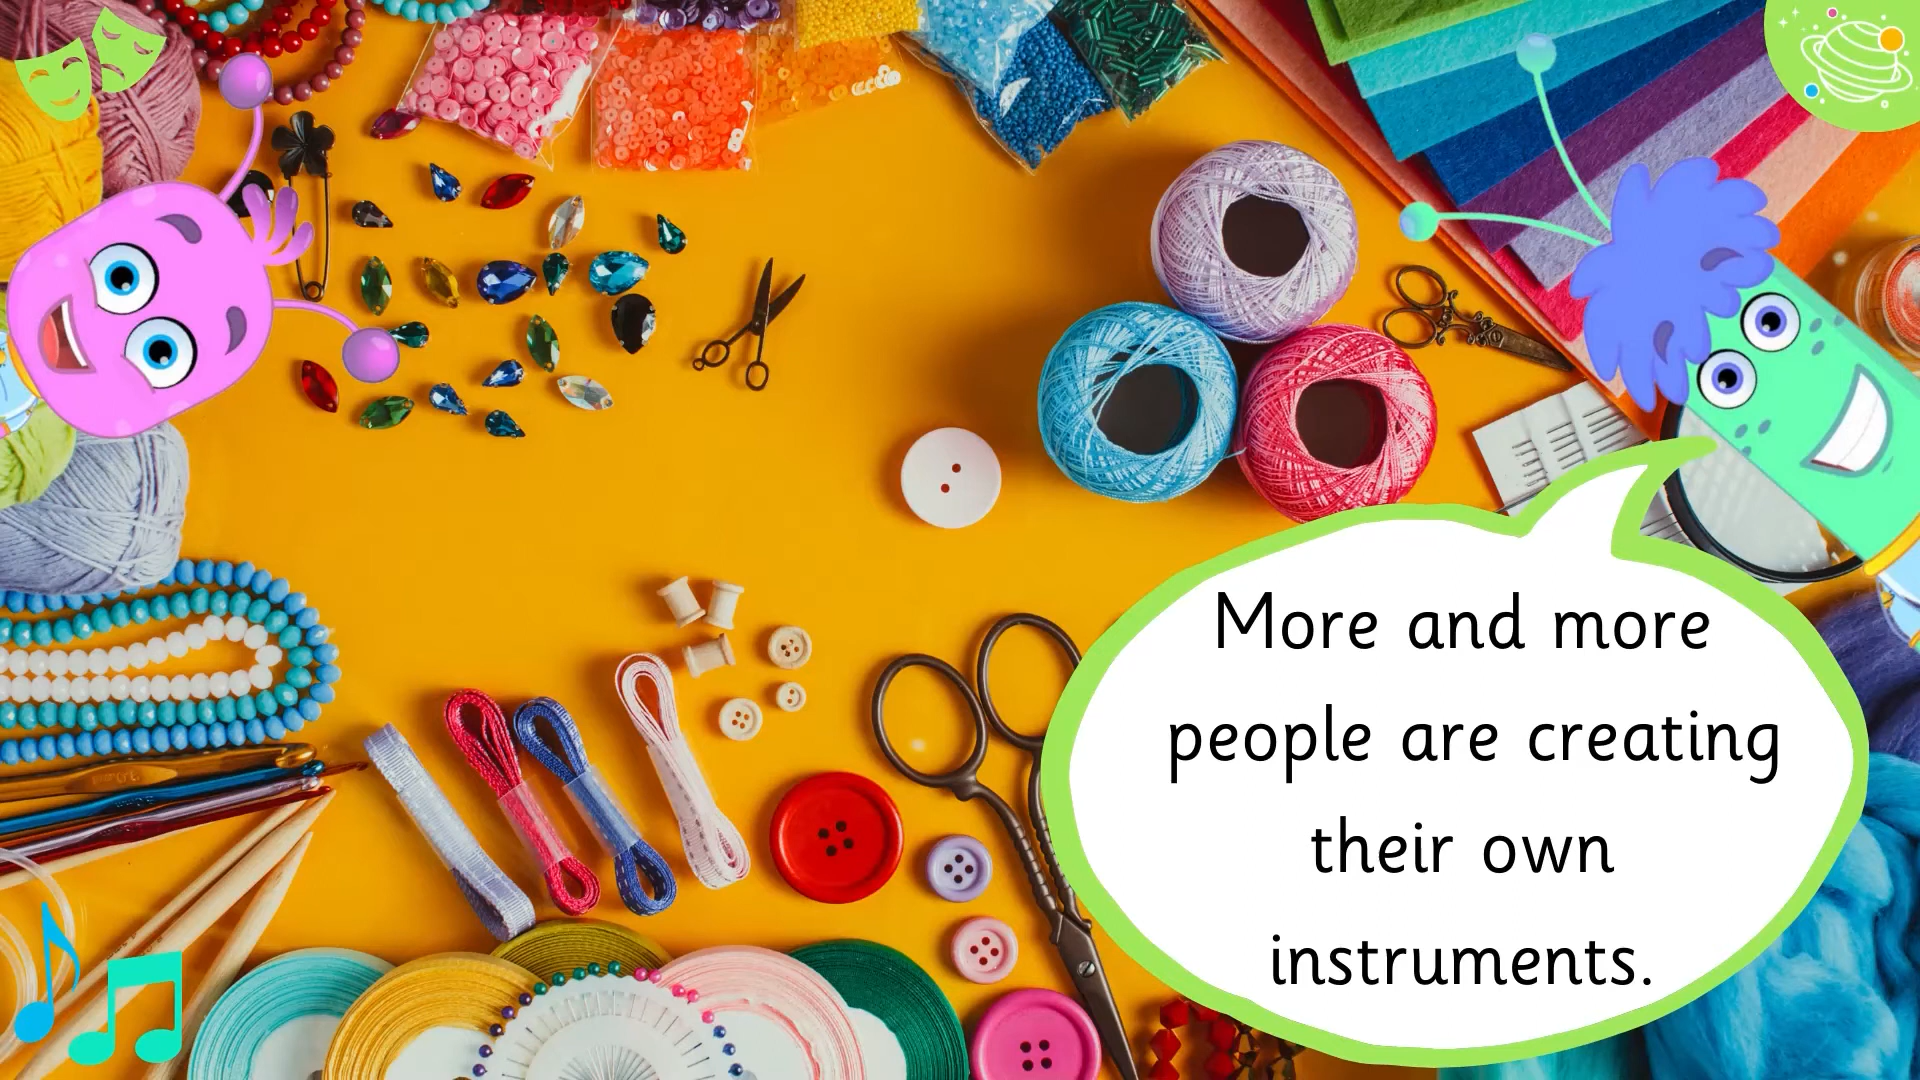 More and more
people are creating
their own
instruments.